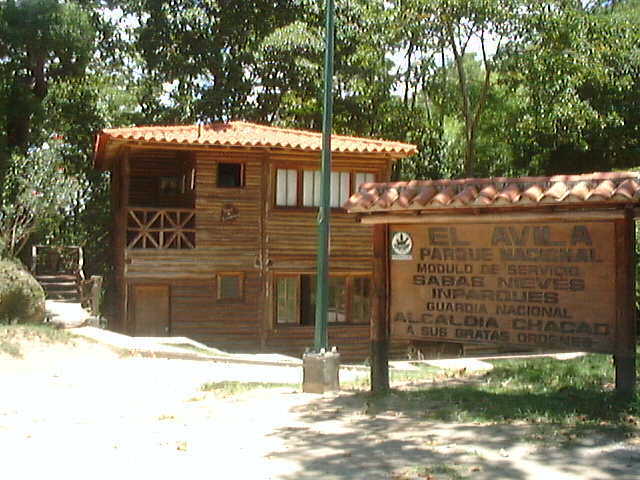 EL AVILA
PARQUE NACIONAL
MODULO DE SERVICIO
SABAS NIEVES
INPARQUES
GUARDIA NACIONAL
ALCALDIA CHACAO
A SUS GRATAS ORDENES